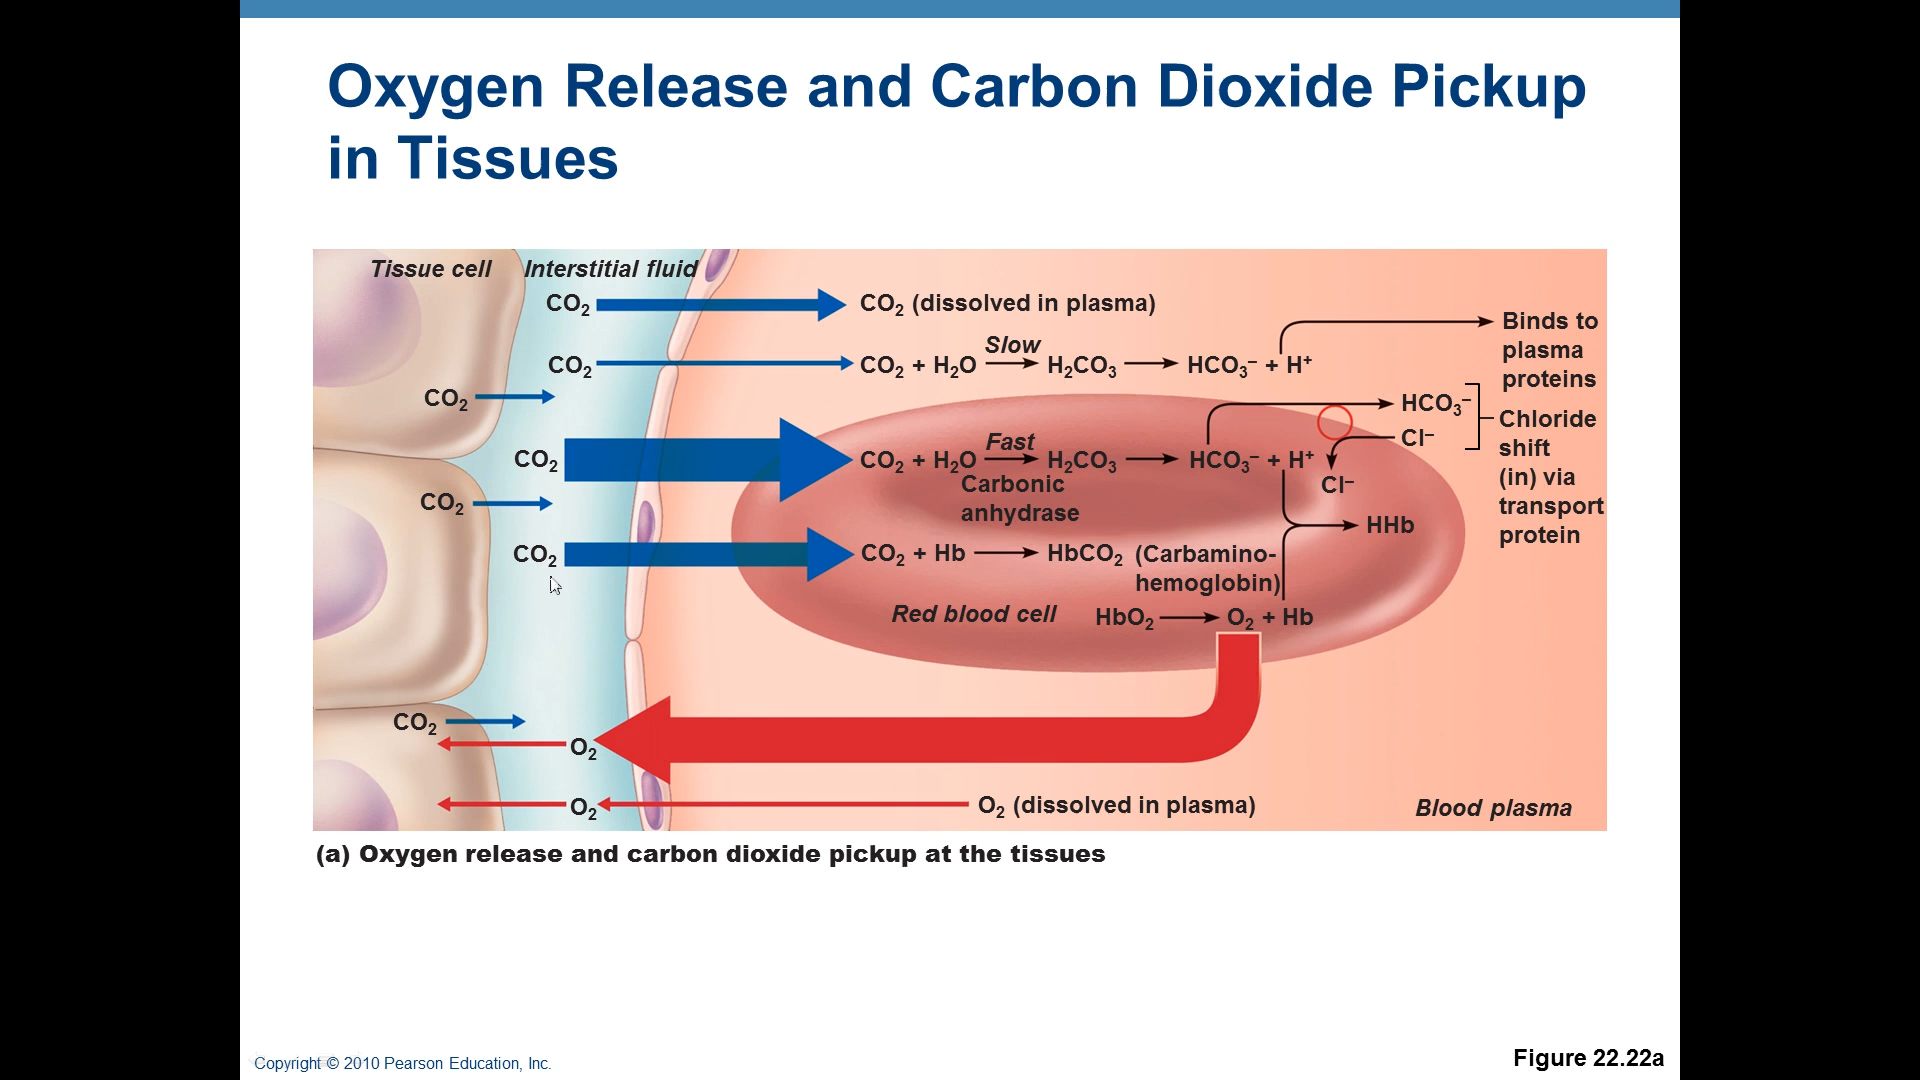 Oxygen Release and Carbon Dioxide Pickup
in Tissues
Tissue cell
Interstitial fluid
CO₂
CO₂ (dissolved in plasma)
CO₂
CO₂ + H₂O
Slow
H₂CO₃
HCO₃⁻ + H⁺
Binds to
plasma
proteins
CO₂
HCO₃⁻
Cl⁻
Chloride
shift
(in) via
transport
protein
CO₂
CO₂ + H₂O
Fast
H₂CO₃
HCO₃⁻ + H⁺
Carbonic
anhydrase
Cl⁻
CO₂
HHb
CO₂
CO₂ + Hb
HbCO₂ (Carbamino-
hemoglobin)
Red blood cell
HbO₂
O₂ + Hb
CO₂
O₂
O₂
O₂ (dissolved in plasma)
Blood plasma
(a) Oxygen release and carbon dioxide pickup at the tissues
Copyright © 2010 Pearson Education, Inc.
Figure 22.22a